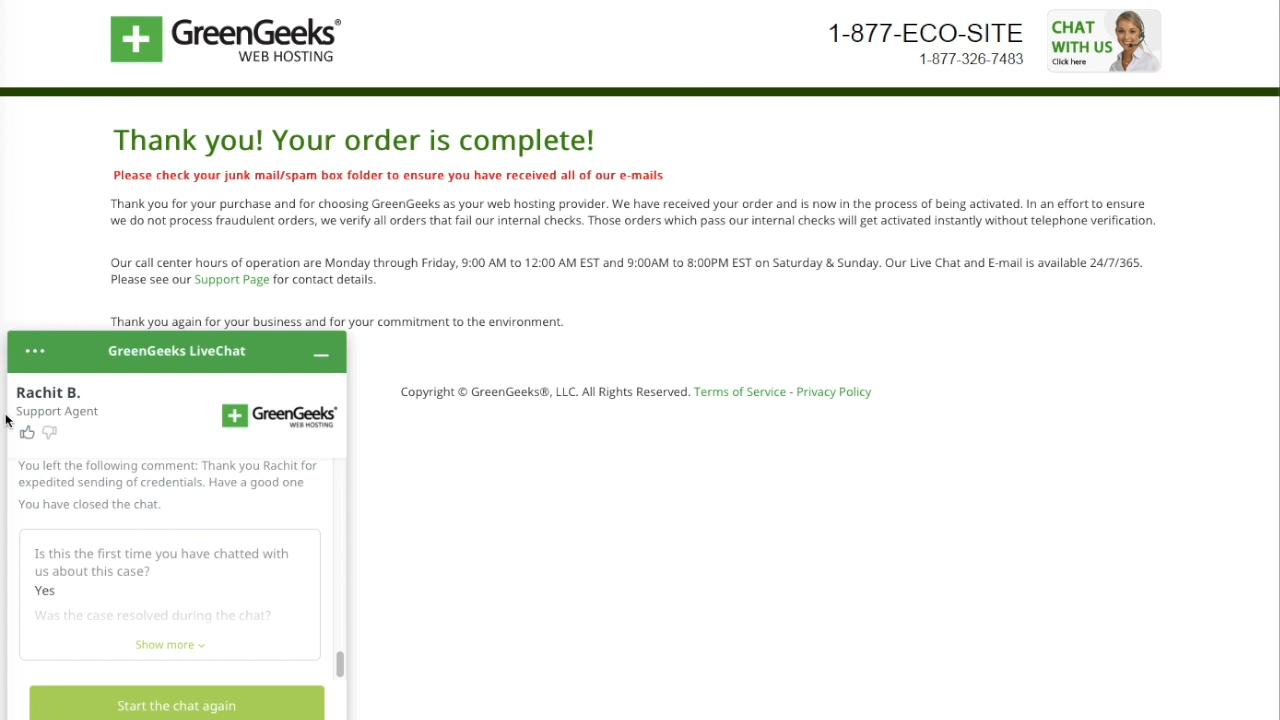 GreenGeeks®
WEB HOSTING
1-877-ECO-SITE
1-877-326-7483
CHAT
WITH US
Click here
Thank you! Your order is complete!
Please check your junk mail/spam box folder to ensure you have received all of our e-mails
Thank you for your purchase and for choosing GreenGeeks as your web hosting provider. We have received your order and is now in the process of being activated. In an effort to ensure
we do not process fraudulent orders, we verify all orders that fail our internal checks. Those orders which pass our internal checks will get activated instantly without telephone verification.
Our call center hours of operation are Monday through Friday, 9:00 AM to 12:00 AM EST and 9:00AM to 8:00PM EST on Saturday & Sunday. Our Live Chat and E-mail is available 24/7/365.
Please see our Support Page for contact details.
Thank you again for your business and for your commitment to the environment.
Copyright © GreenGeeks®, LLC. All Rights Reserved. Terms of Service - Privacy Policy
GreenGeeks LiveChat
Rachit B.
Support Agent
GreenGeeks®
WEB HOSTING
You left the following comment: Thank you Rachit for
expedited sending of credentials. Have a good one
You have closed the chat.
Is this the first time you have chatted with
us about this case?
Yes
Was the case resolved during the chat?
Show more
Start the chat again